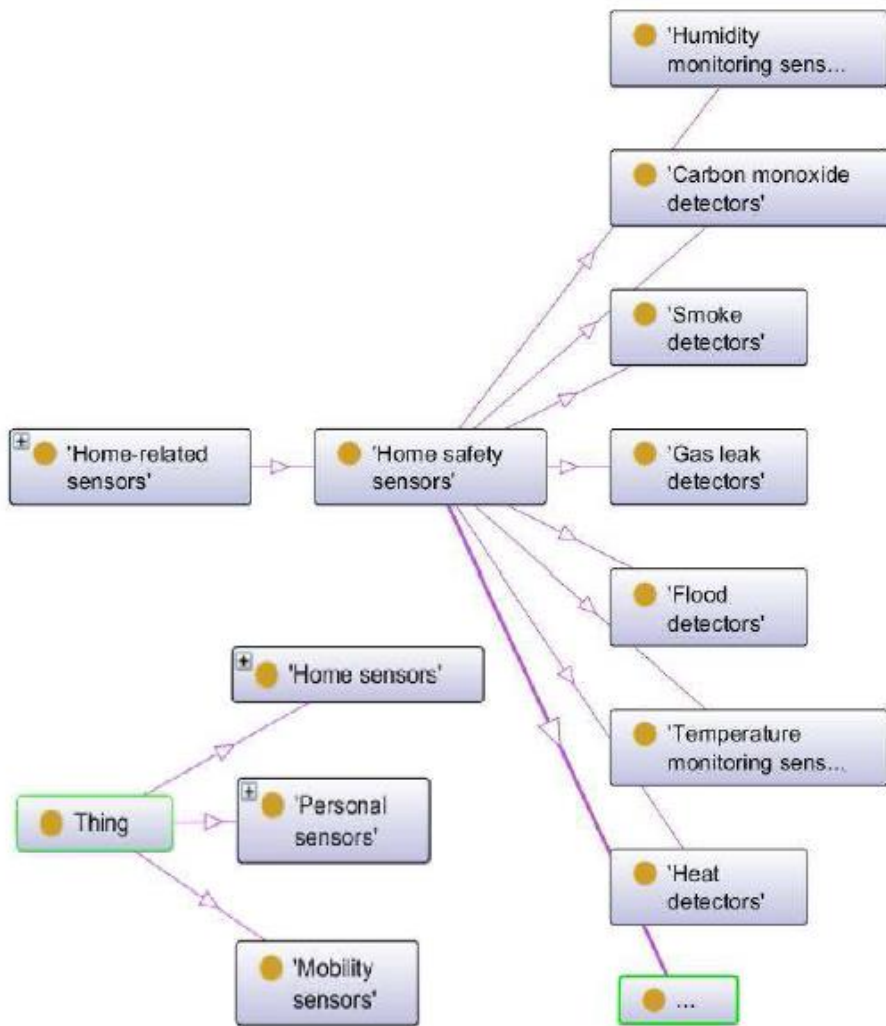 'Humidity
monitoring sens...
'Carbon monoxide
detectors'
'Smoke
detectors'
'Home-related
sensors'
'Home safety
sensors'
'Gas leak
detectors'
'Flood
detectors'
'Home sensors'
'Temperature
monitoring sens...
'Personal
sensors'
Thing
'Heat
detectors'
'Mobility
sensors'
...